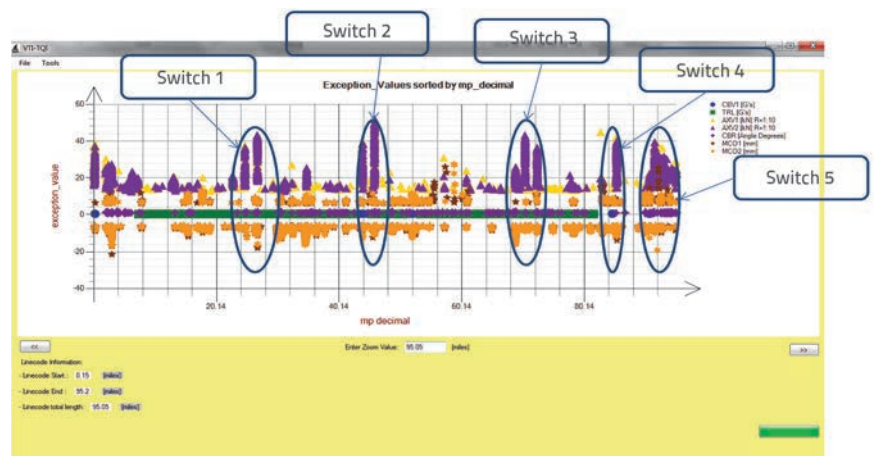 Switch 2
Switch 3
VTI-TQI
File Tools
Switch 1
Switch 4
Exception_Values sorted by mp_decimal
60
40
20
0
-20
-40
exception_value
20.14 40.14 60.14 80.14
mp decimal
CBV1 [G's]
TRL [G's]
AXV1 [kN] R=1:10
AXV2 [kN] R=1:10
CBR [Angle Degrees]
MCO1 [mm]
MCO2 [mm]
Switch 5
<< Enter Zoom Value: 95.05 [miles] >>
Linecode Information:
- Linecode Start : 0.15 [miles]
- Linecode End : 95.2 [miles]
- Linecode total length: 95.05 [miles]